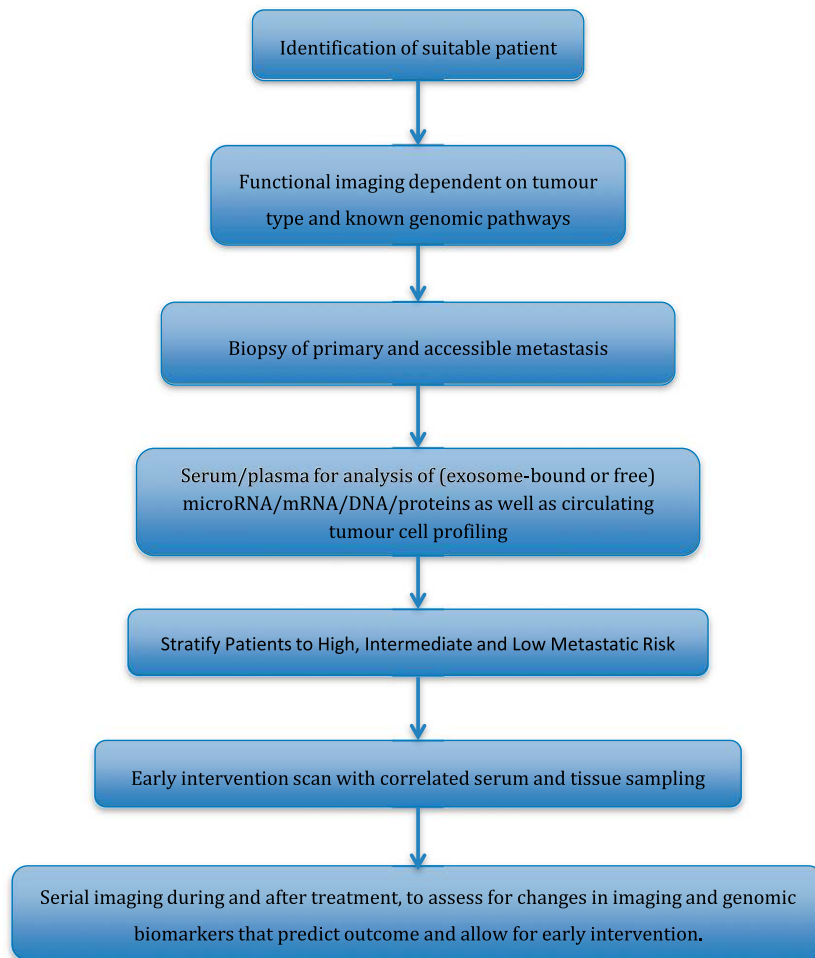 Identification of suitable patient
Functional imaging dependent on tumour
type and known genomic pathways
Biopsy of primary and accessible metastasis
Serum/plasma for analysis of (exosome-bound or free)
microRNA/mRNA/DNA/proteins as well as circulating
tumour cell profiling
Stratify Patients to High, Intermediate and Low Metastatic Risk
Early intervention scan with correlated serum and tissue sampling
Serial imaging during and after treatment, to assess for changes in imaging and genomic
biomarkers that predict outcome and allow for early intervention.